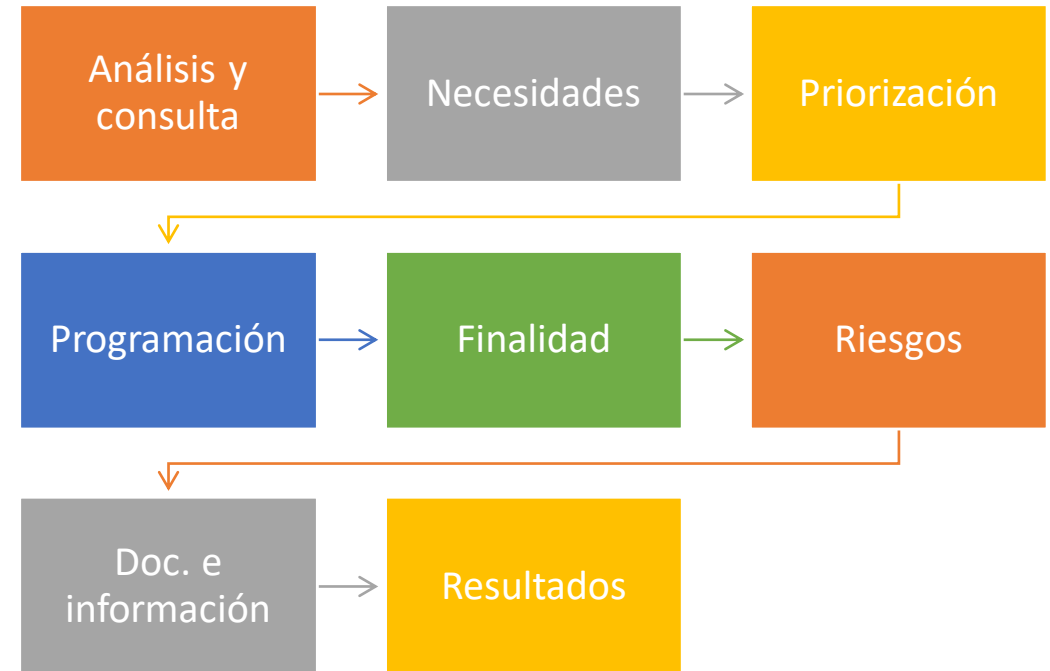 Análisis y
consulta
Necesidades
Priorización
Programación
Finalidad
Riesgos
Doc. e
información
Resultados